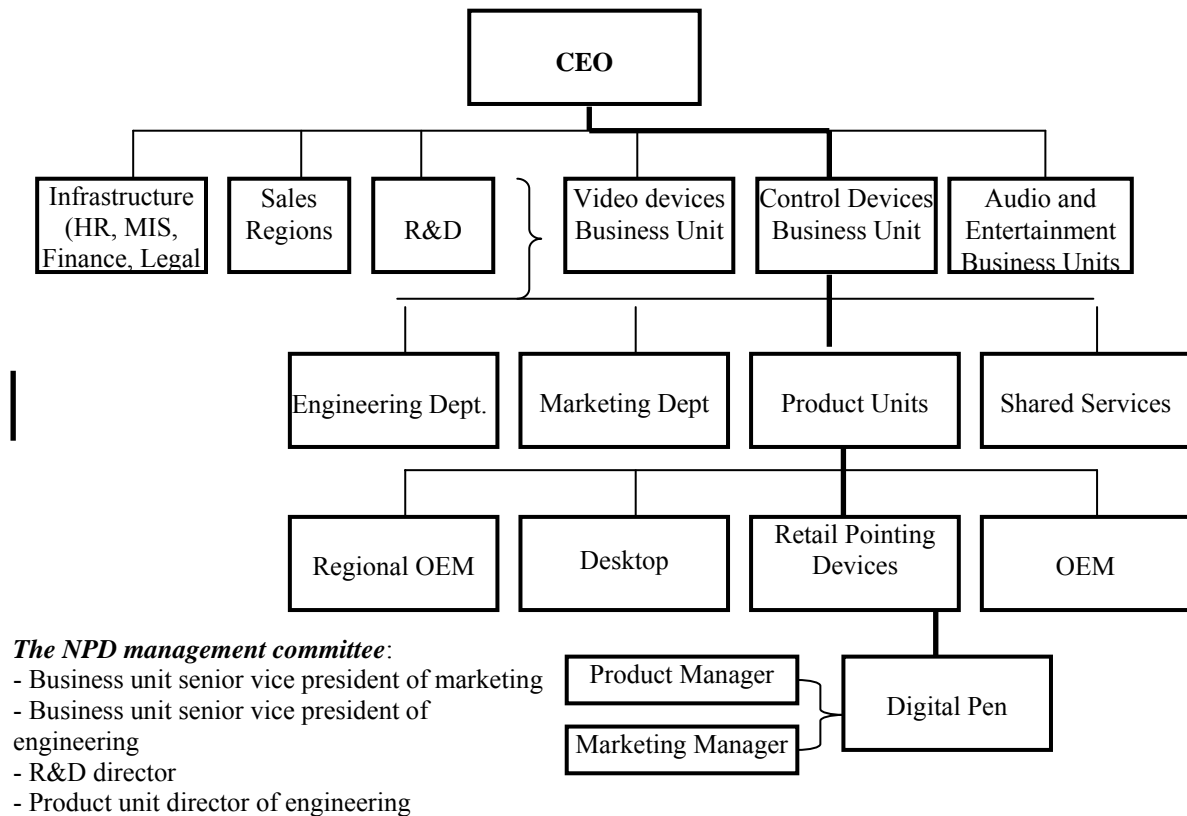 CEO
Infrastructure
(HR, MIS,
Finance, Legal
Sales
Regions
R&D
Video devices
Business Unit
Control Devices
Business Unit
Audio and
Entertainment
Business Units
Engineering Dept.
Marketing Dept
Product Units
Shared Services
Regional OEM
Desktop
Retail Pointing
Devices
OEM
The NPD management committee:
- Business unit senior vice president of marketing
- Business unit senior vice president of
engineering
- R&D director
- Product unit director of engineering
Product Manager
Marketing Manager
Digital Pen